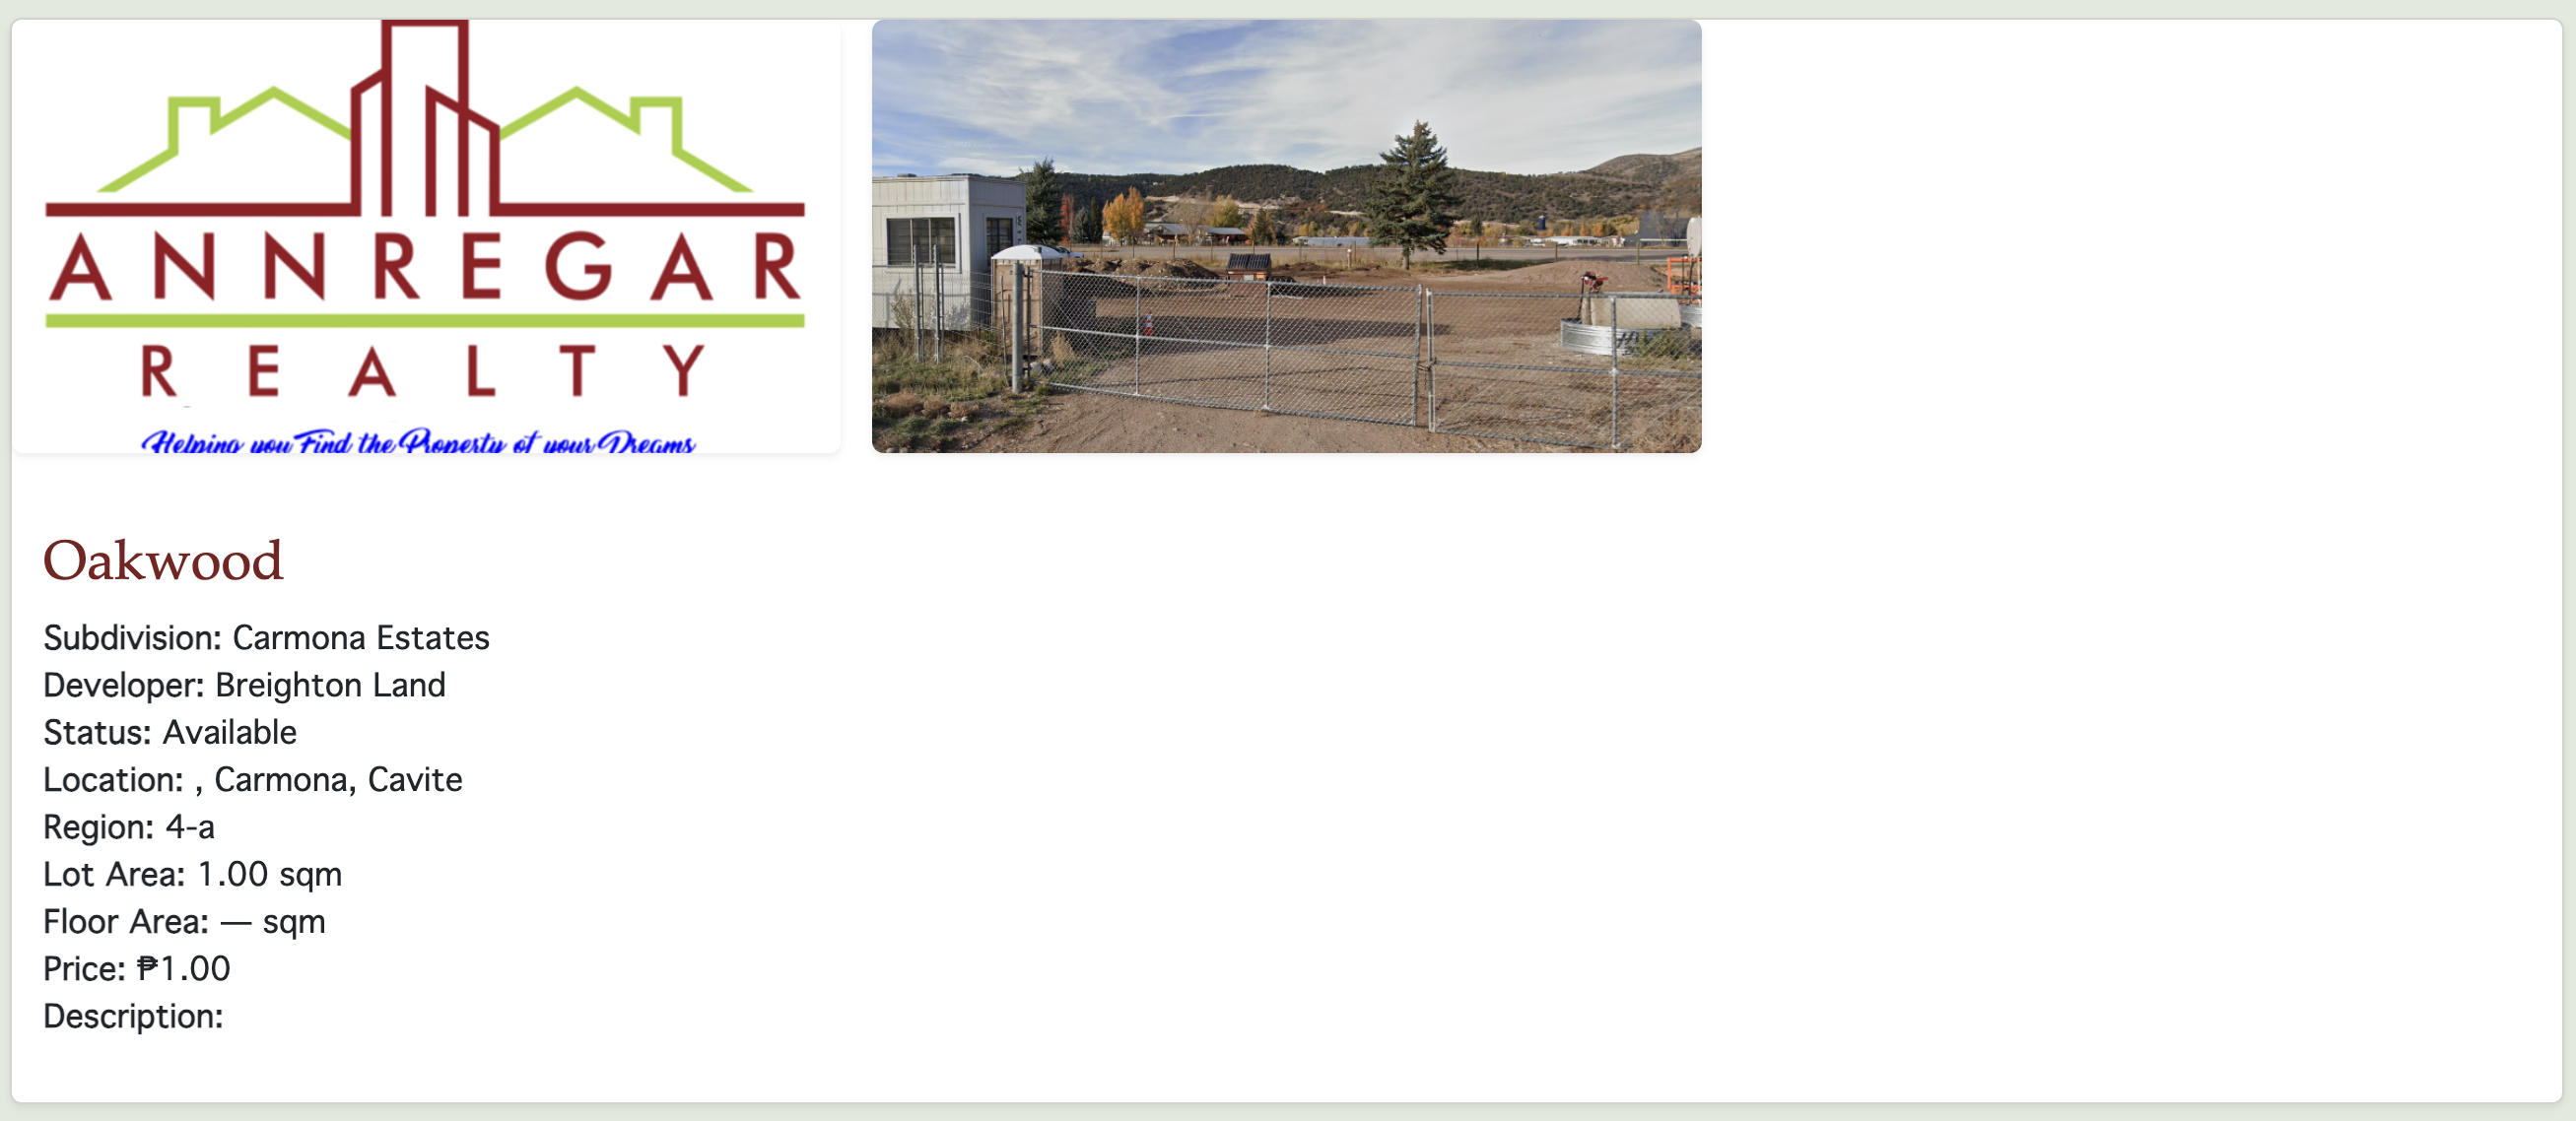 ANNREGAR
REALTY
Helping you Find the Property of your Dreams
Oakwood
Subdivision: Carmona Estates
Developer: Breighton Land
Status: Available
Location: , Carmona, Cavite
Region: 4-a
Lot Area: 1.00 sqm
Floor Area: — sqm
Price: ₱1.00
Description: